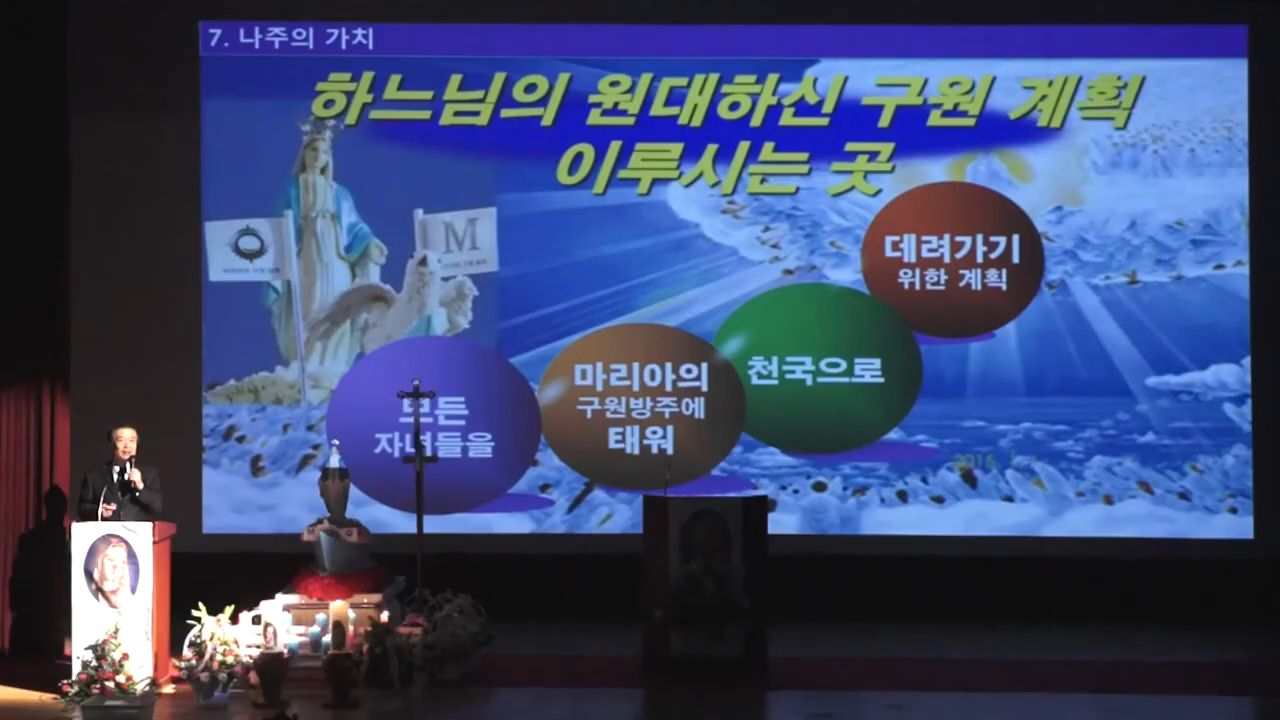 7. 나주의 가치
하느님의 원대하신 구원 계획
이루시는 곳
M
데려가기
위한 계획
천국으로
마리아의
구원방주에
태워
모든
자녀들을